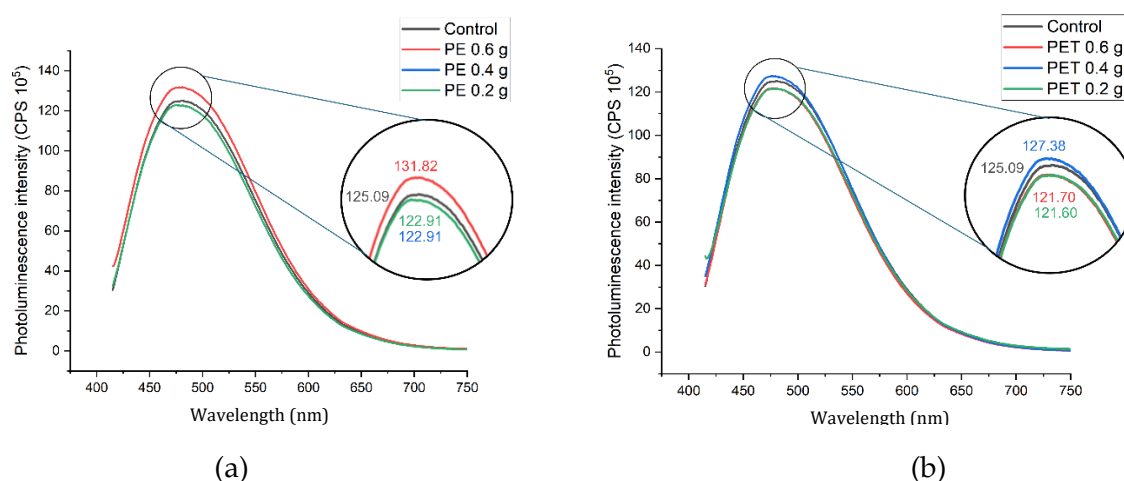 Control
PE 0.6 g
PE 0.4 g
PE 0.2 g
Photoluminescence intensity (CPS 10⁵)
140
120
100
80
60
40
20
0
131.82
125.09
122.91
122.91
400 450 500 550 600 650 700 750
Wavelength (nm)
(a)
Control
PET 0.6 g
PET 0.4 g
PET 0.2 g
Photoluminescence intensity (CPS 10⁵)
140
120
100
80
60
40
20
0
127.38
125.09
121.70
121.60
400 450 500 550 600 650 700 750
Wavelength (nm)
(b)